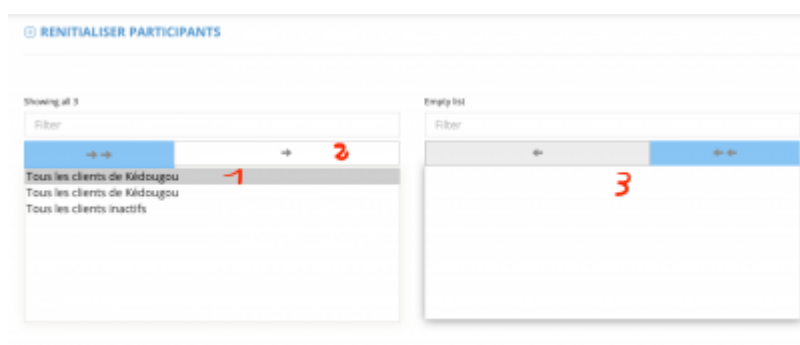 RENITIALISER PARTICIPANTS
Showing all 3
Filter
→→ → 2
Tous les clients de Kédougou 1
Tous les clients de Kédougou
Tous les clients inactifs
Empty list
Filter
← ←←
3